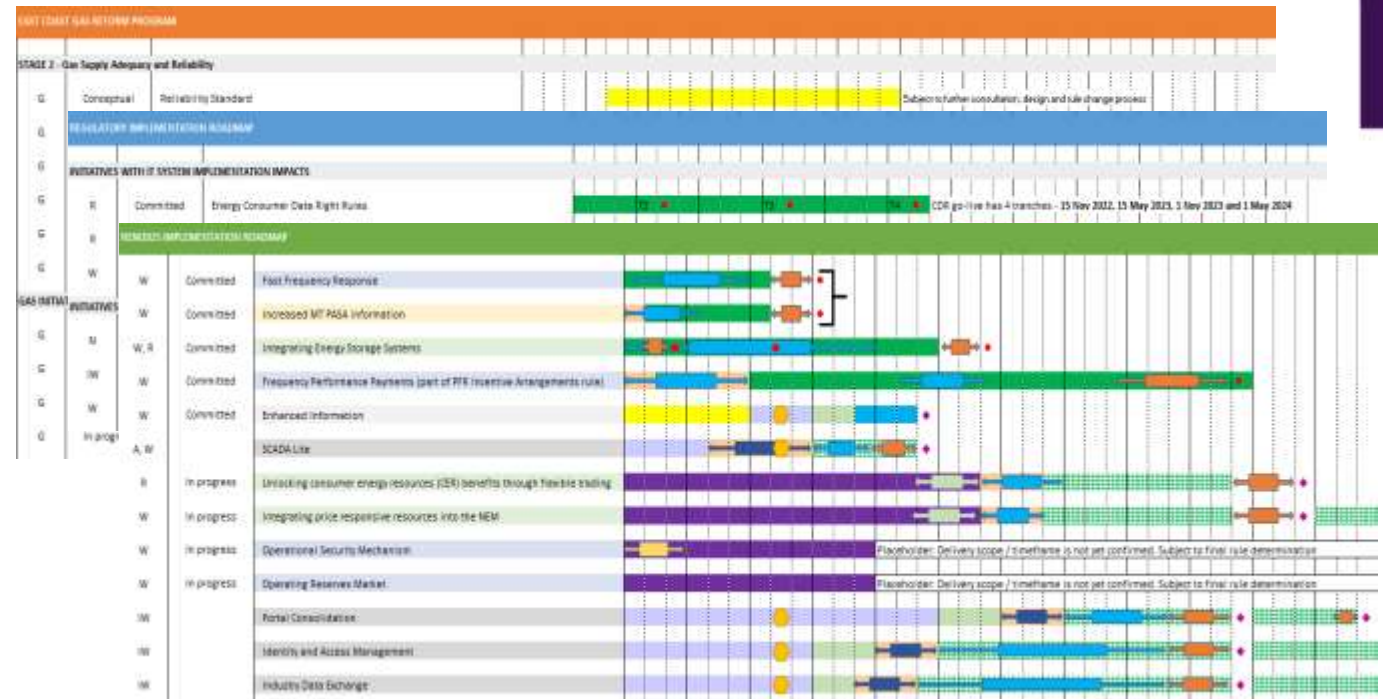 EAST COAST GAS REFORM PROGRAM
STAGE 2 - Gas Supply Adequacy and Reliability
G Conceptual Reliability Standard Subject to further consultation, design and rule change process
G REGULATORY IMPLEMENTATION ROADMAP
G INITIATIVES WITH IT SYSTEM IMPLEMENTATION IMPACTS
G R Committed Energy Consumer Data Right Rules T2 T3 T4 CDR go-live has 4 tranches - 15 Nov 2022, 15 May 2023, 1 Nov 2023 and 1 May 2024
G R IMPLEMENTATION ROADMAP
G W W Committed Fast Frequency Response
GAS INITIAT INITIATIVES W Committed Increased MT PASA Information
G N W, R Committed Integrating Energy Storage Systems
G IW W Committed Frequency Performance Payments (part of PFR Incentive Arrangements rule)
G W W Committed Enhanced Information
G In progr A, W SCADA Lite
R In progress Unlocking consumer energy resources (CER) benefits through flexible trading
W In progress Integrating price responsive resources into the NEM
W In progress Operational Security Mechanism Placeholder: Delivery scope / timeframe is not yet confirmed. Subject to final rule determination
W In progress Operating Reserves Market Placeholder: Delivery scope / timeframe is not yet confirmed. Subject to final rule determination
IW Portal Consolidation
IW Identity and Access Management
IW Industry Data Exchange